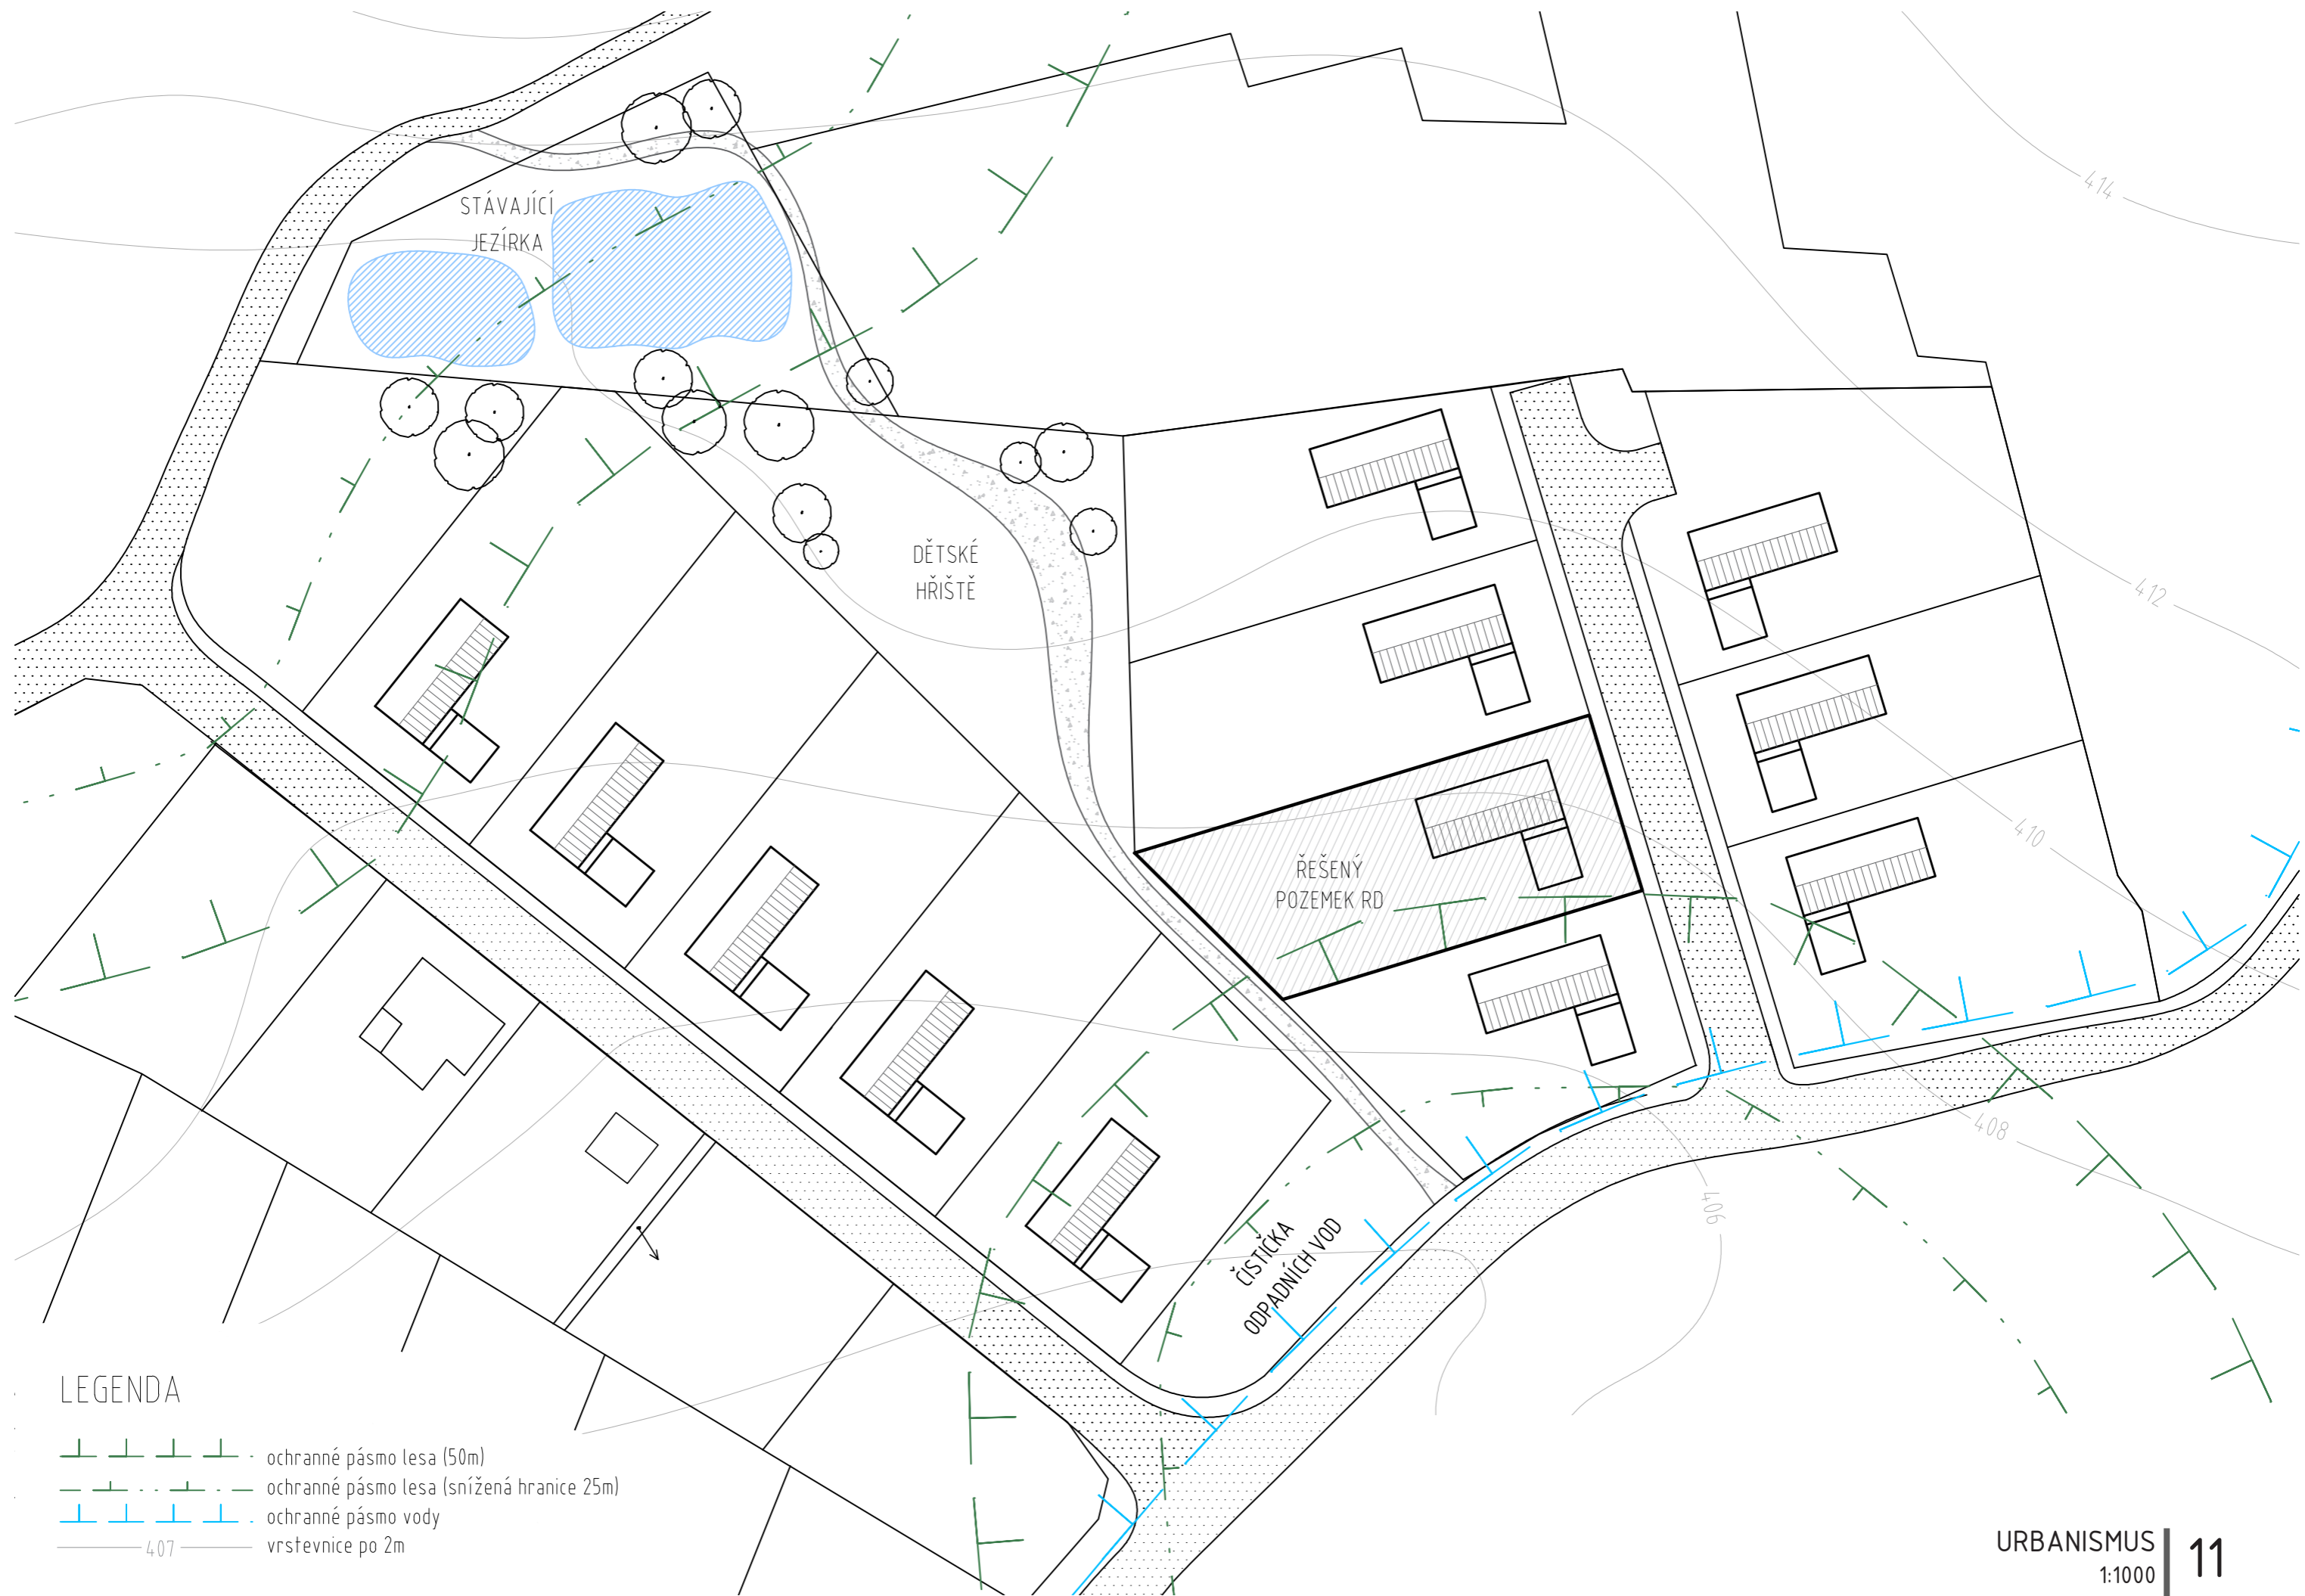 STÁVAJÍCÍ
JEZÍRKA
414
DĚTSKÉ
HŘIŠTĚ
412
410
ŘEŠENÝ
POZEMEK RD
408
406
ČISTIČKA
ODPADNÍCH VOD
LEGENDA
ochranné pásmo lesa (50m)
ochranné pásmo lesa (snížená hranice 25m)
ochranné pásmo vody
407 vrstevnice po 2m
URBANISMUS
1:1000
11